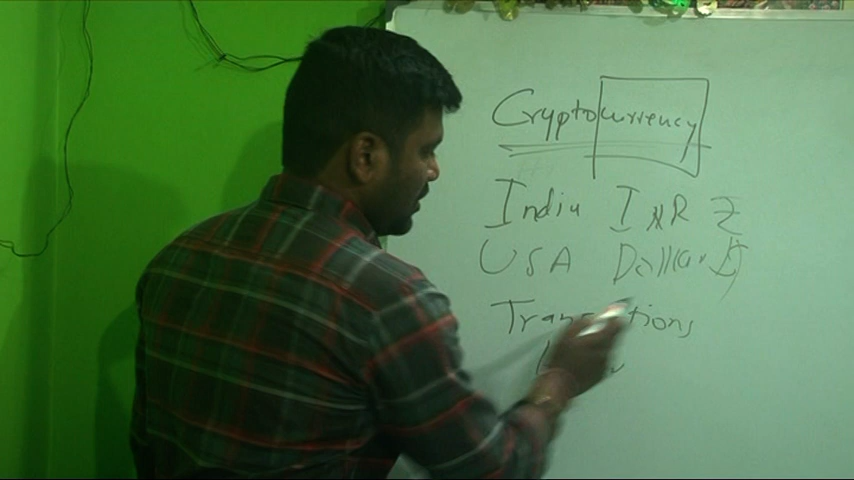 Cryptocurrency
India INR ₹
USA Dollar $
Transactions